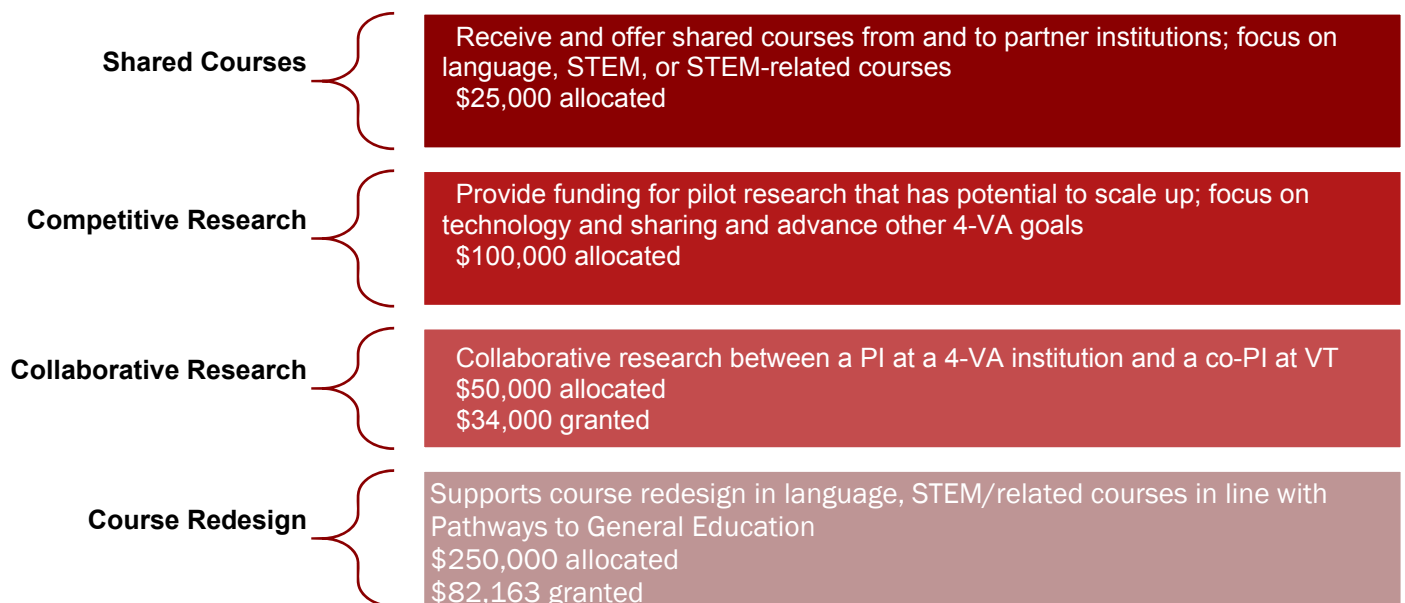 Shared Courses
Receive and offer shared courses from and to partner institutions; focus on
language, STEM, or STEM-related courses
$25,000 allocated
Competitive Research
Provide funding for pilot research that has potential to scale up; focus on
technology and sharing and advance other 4-VA goals
$100,000 allocated
Collaborative Research
Collaborative research between a PI at a 4-VA institution and a co-PI at VT
$50,000 allocated
$34,000 granted
Course Redesign
Supports course redesign in language, STEM/related courses in line with
Pathways to General Education
$250,000 allocated
$82,163 granted